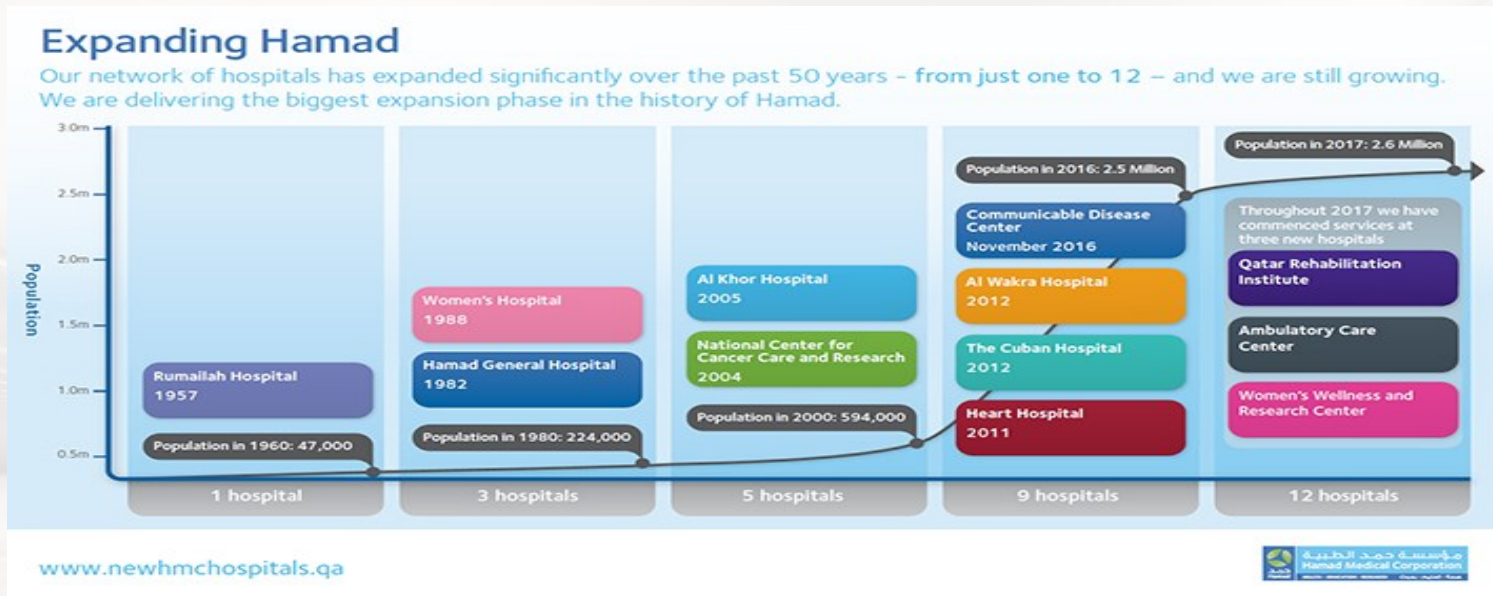 Expanding Hamad
Our network of hospitals has expanded significantly over the past 50 years – from just one to 12 – and we are still growing.
We are delivering the biggest expansion phase in the history of Hamad.
Population
3.0m
2.5m
2.0m
1.5m
1.0m
0.5m
Rumailah Hospital
1957
Population in 1960: 47,000
1 hospital
Women's Hospital
1988
Hamad General Hospital
1982
Population in 1980: 224,000
3 hospitals
Al Khor Hospital
2005
National Center for
Cancer Care and Research
2004
Population in 2000: 594,000
5 hospitals
Population in 2016: 2.5 Million
Communicable Disease
Center
November 2016
Al Wakra Hospital
2012
The Cuban Hospital
2012
Heart Hospital
2011
9 hospitals
Population in 2017: 2.6 Million
Throughout 2017 we have
commenced services at
three new hospitals
Qatar Rehabilitation
Institute
Ambulatory Care
Center
Women's Wellness and
Research Center
12 hospitals
www.newhmchospitals.qa
حمد
مؤسسة حمد الطبية
Hamad Medical Corporation
HEALTH EDUCATION RESEARCH